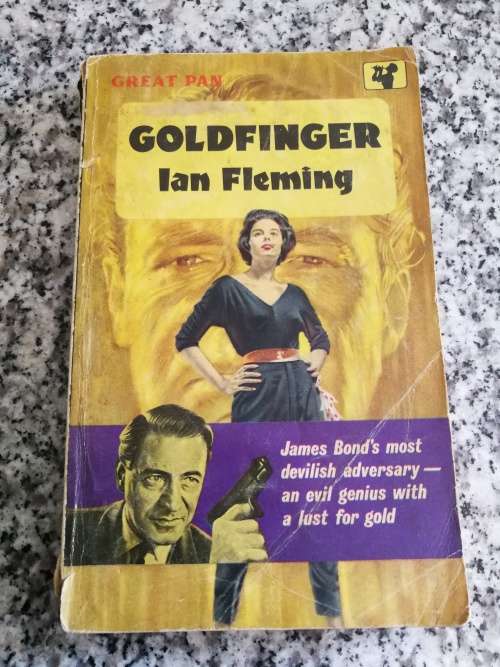 GREAT PAN
GOLDFINGER
Ian Fleming
James Bond's most
devilish adversary —
an evil genius with
a lust for gold